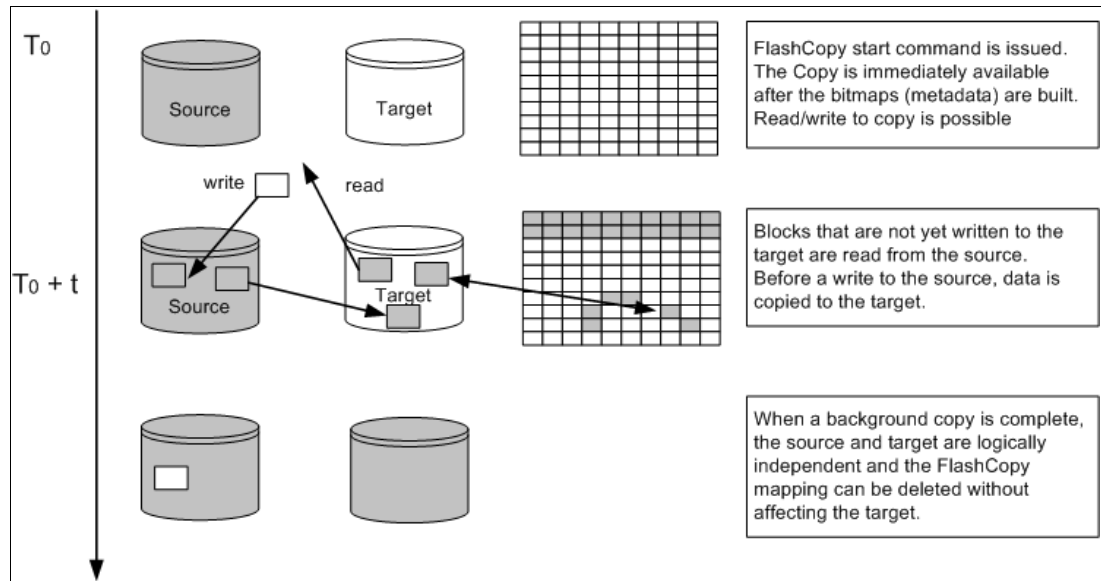 T0
Source
Target
FlashCopy start command is issued.
The Copy is immediately available
after the bitmaps (metadata) are built.
Read/write to copy is possible
write
read
T0 + t
Source
Target
Blocks that are not yet written to the
target are read from the source.
Before a write to the source, data is
copied to the target.
When a background copy is complete,
the source and target are logically
independent and the FlashCopy
mapping can be deleted without
affecting the target.